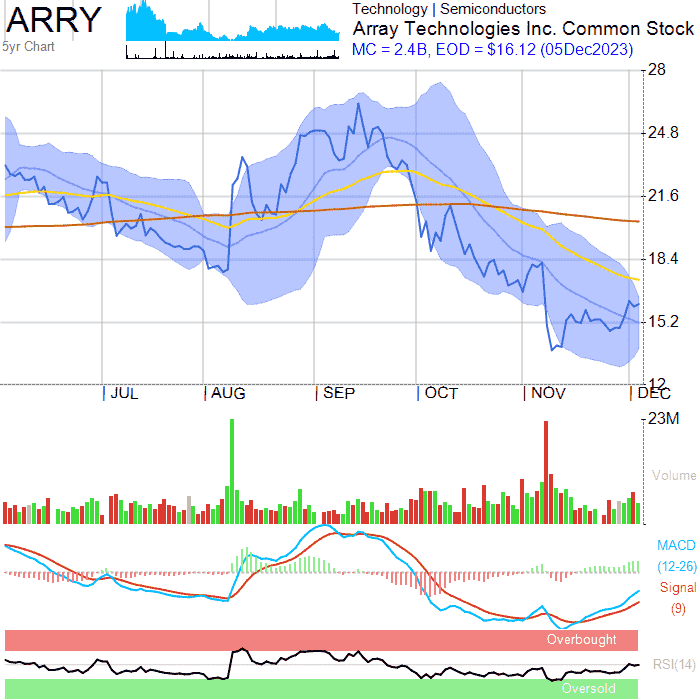 ARRY
5yr Chart
Technology | Semiconductors
Array Technologies Inc. Common Stock
MC = 2.4B, EOD = $16.12 (05Dec2023)
28
24.8
21.6
18.4
15.2
12
JUL
AUG
SEP
OCT
NOV
DEC
23M
Volume
MACD
(12-26)
Signal
(9)
Overbought
RSI(14)
Oversold